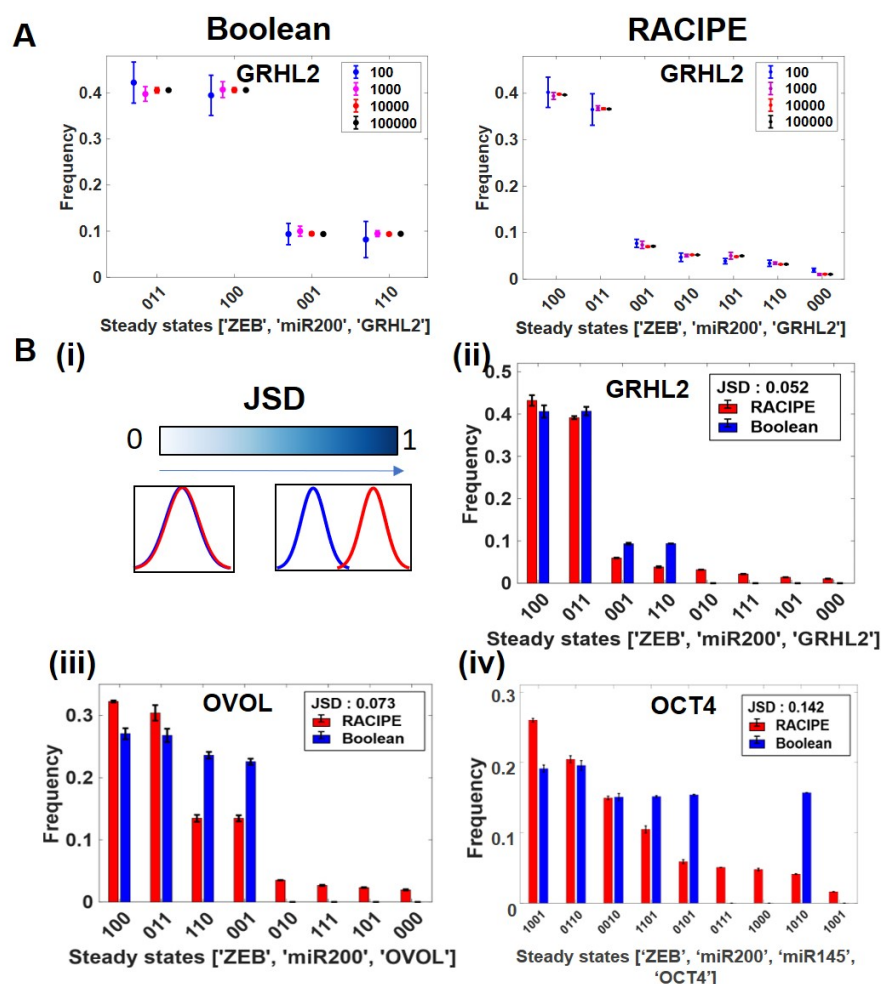 A
Boolean
RACIPE
GRHL2
100
1000
10000
100000
0.4
0.3
0.2
0.1
0
Frequency
011
100
001
110
Steady states ['ZEB', 'miR200', 'GRHL2']
GRHL2
100
1000
10000
100000
0.4
0.3
0.2
0.1
0
Frequency
100
011
001
010
101
110
000
Steady states ['ZEB', 'miR200', 'GRHL2']
B
(i)
JSD
0
1
(ii)
GRHL2
JSD : 0.052
RACIPE
Boolean
0.5
0.4
0.3
0.2
0.1
0
Frequency
100
011
001
110
010
111
101
000
Steady states ['ZEB', 'miR200', 'GRHL2']
(iii)
OVOL
JSD : 0.073
RACIPE
Boolean
0.3
0.2
0.1
0
Frequency
100
011
110
001
010
111
101
000
Steady states ['ZEB', 'miR200', 'OVOL']
(iv)
OCT4
JSD : 0.142
RACIPE
Boolean
0.3
0.2
0.1
0
Frequency
1001
0110
0010
1101
0101
0111
1000
1010
1001
Steady states [‘ZEB’, ‘miR200’, ‘miR145’,
‘OCT4’]